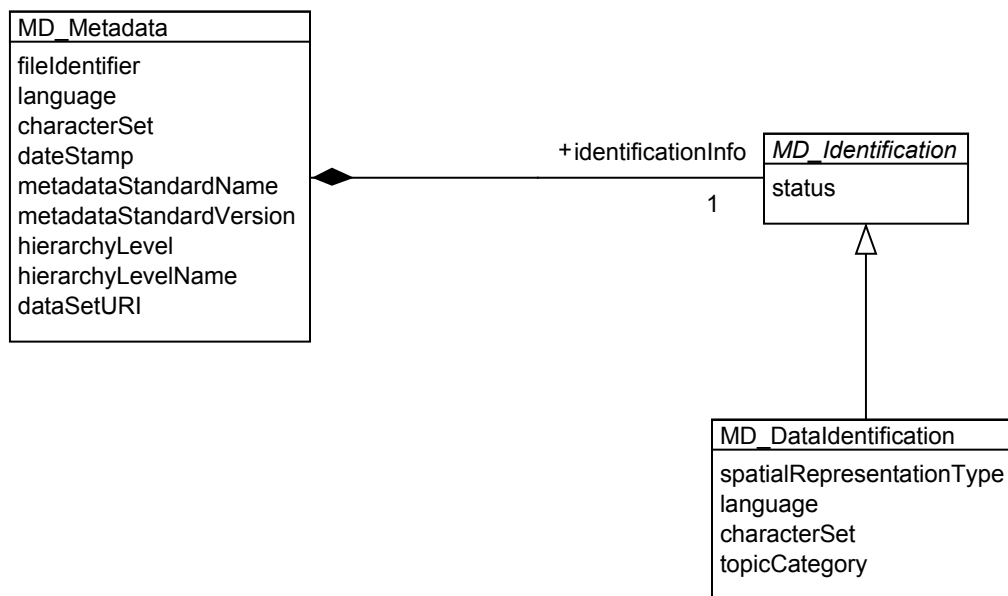 MD_Metadata
fileIdentifier
language
characterSet
dateStamp
metadataStandardName
metadataStandardVersion
hierarchyLevel
hierarchyLevelName
dataSetURI
+identificationInfo
1
MD_Identification
status
MD_DataIdentification
spatialRepresentationType
language
characterSet
topicCategory